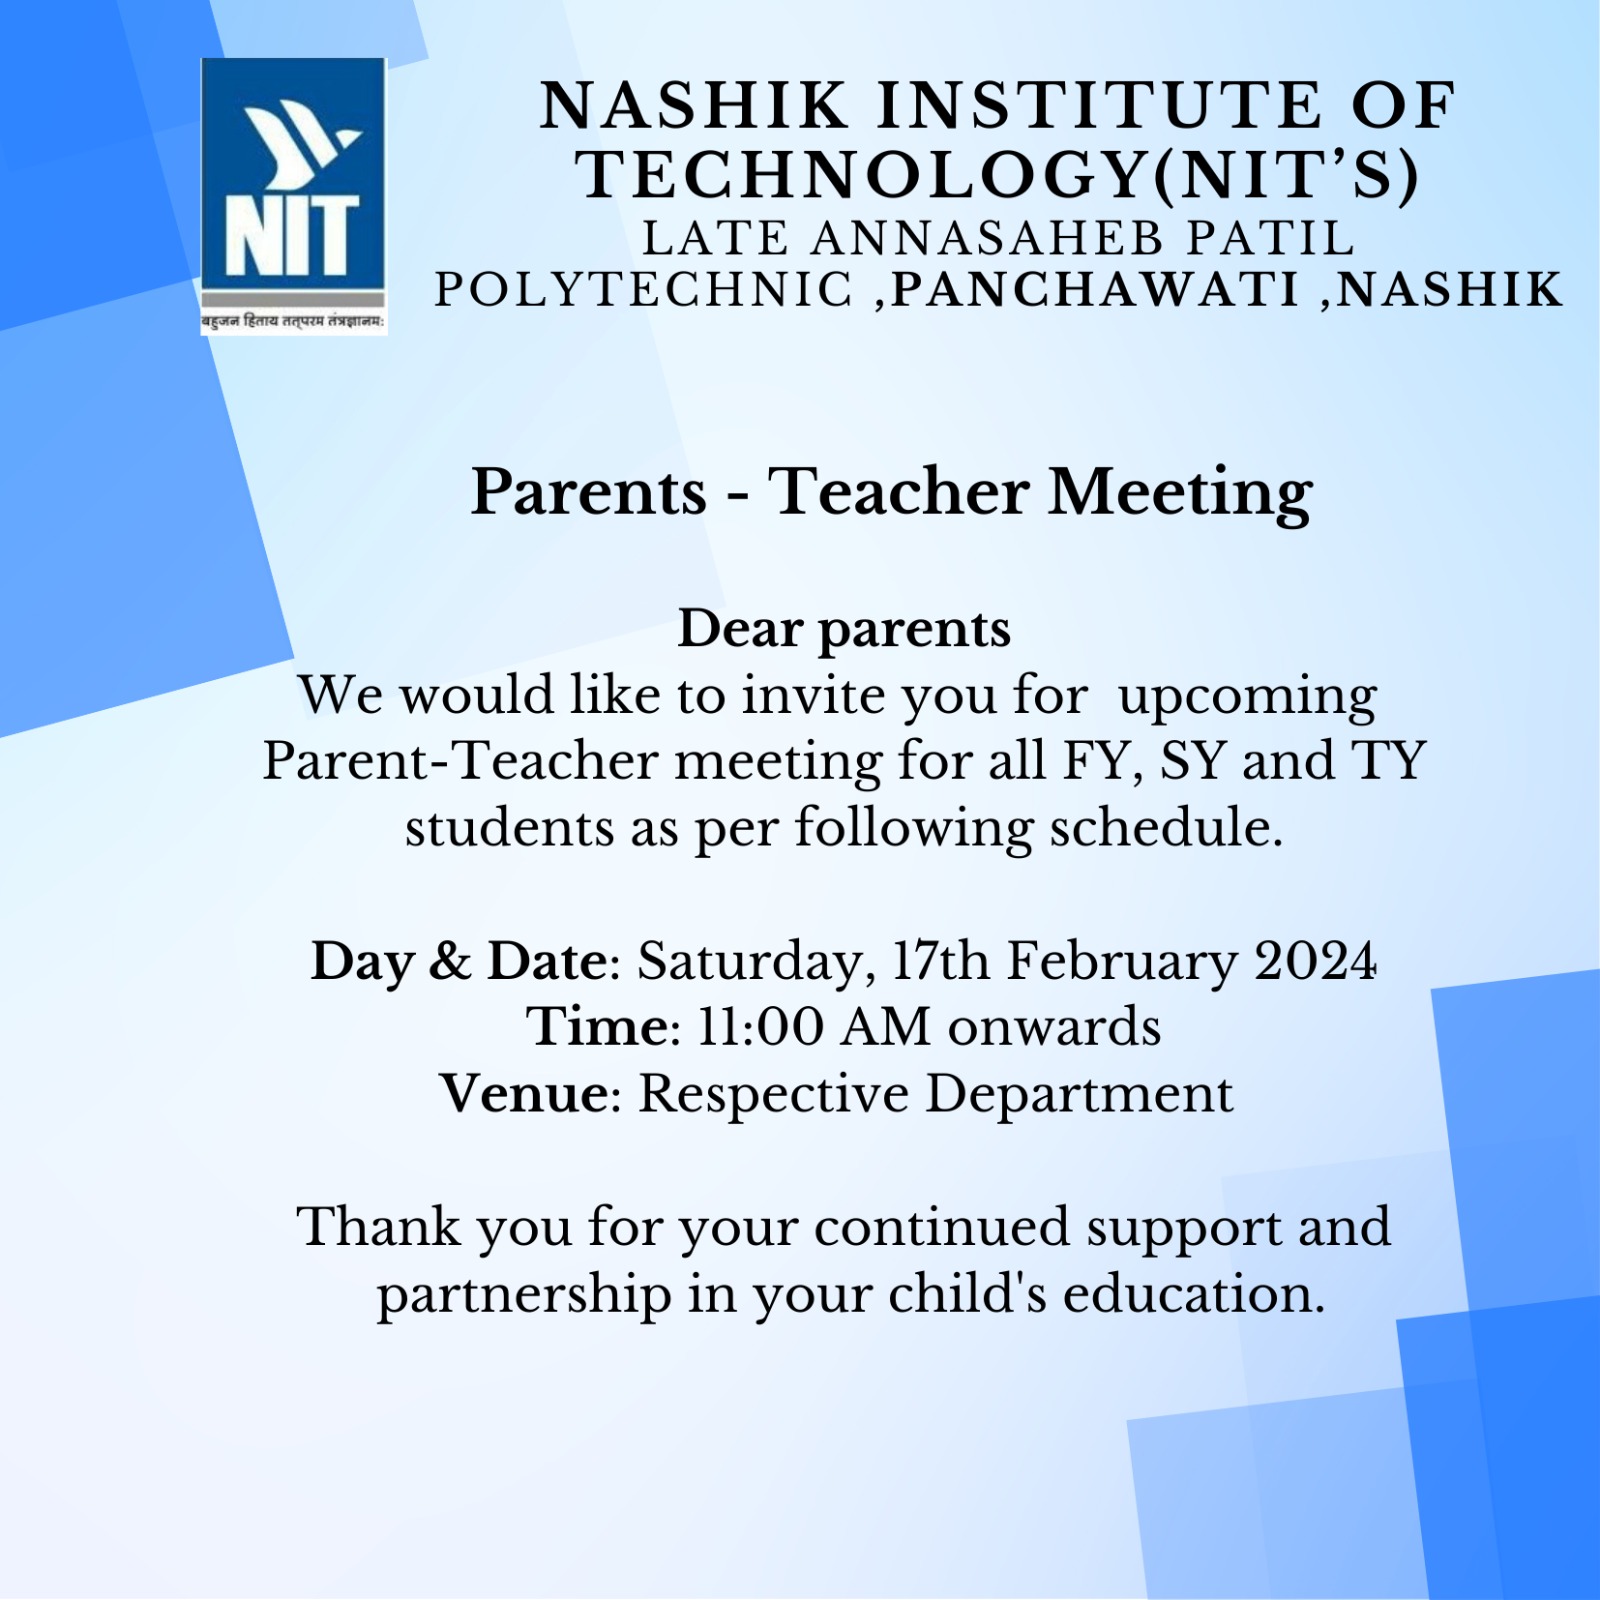 NIT
बहुजन हिताय तत्‌परम तंत्रज्ञानमः
NASHIK INSTITUTE OF
TECHNOLOGY(NIT’S)
LATE ANNASAHEB PATIL
POLYTECHNIC ,PANCHAWATI ,NASHIK
Parents - Teacher Meeting
Dear parents
We would like to invite you for upcoming
Parent-Teacher meeting for all FY, SY and TY
students as per following schedule.
Day & Date: Saturday, 17th February 2024
Time: 11:00 AM onwards
Venue: Respective Department
Thank you for your continued support and
partnership in your child's education.